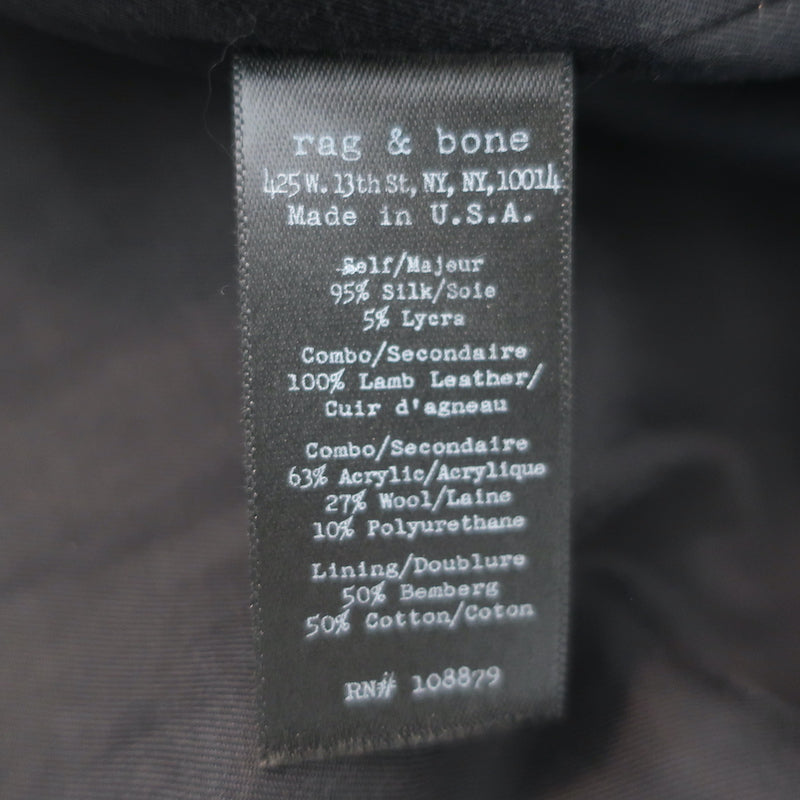 rag & bone
425 W. 13th St, NY, NY, 10014
Made in U.S.A.
Self/Majeur
95% Silk/Soie
5% Lycra
Combo/Secondaire
100% Lamb Leather/
Cuir d'agneau
Combo/Secondaire
63% Acrylic/Acrylique
27% Wool/Laine
10% Polyurethane
Lining/Doublure
50% Bemberg
50% Cotton/Coton
RN# 108879